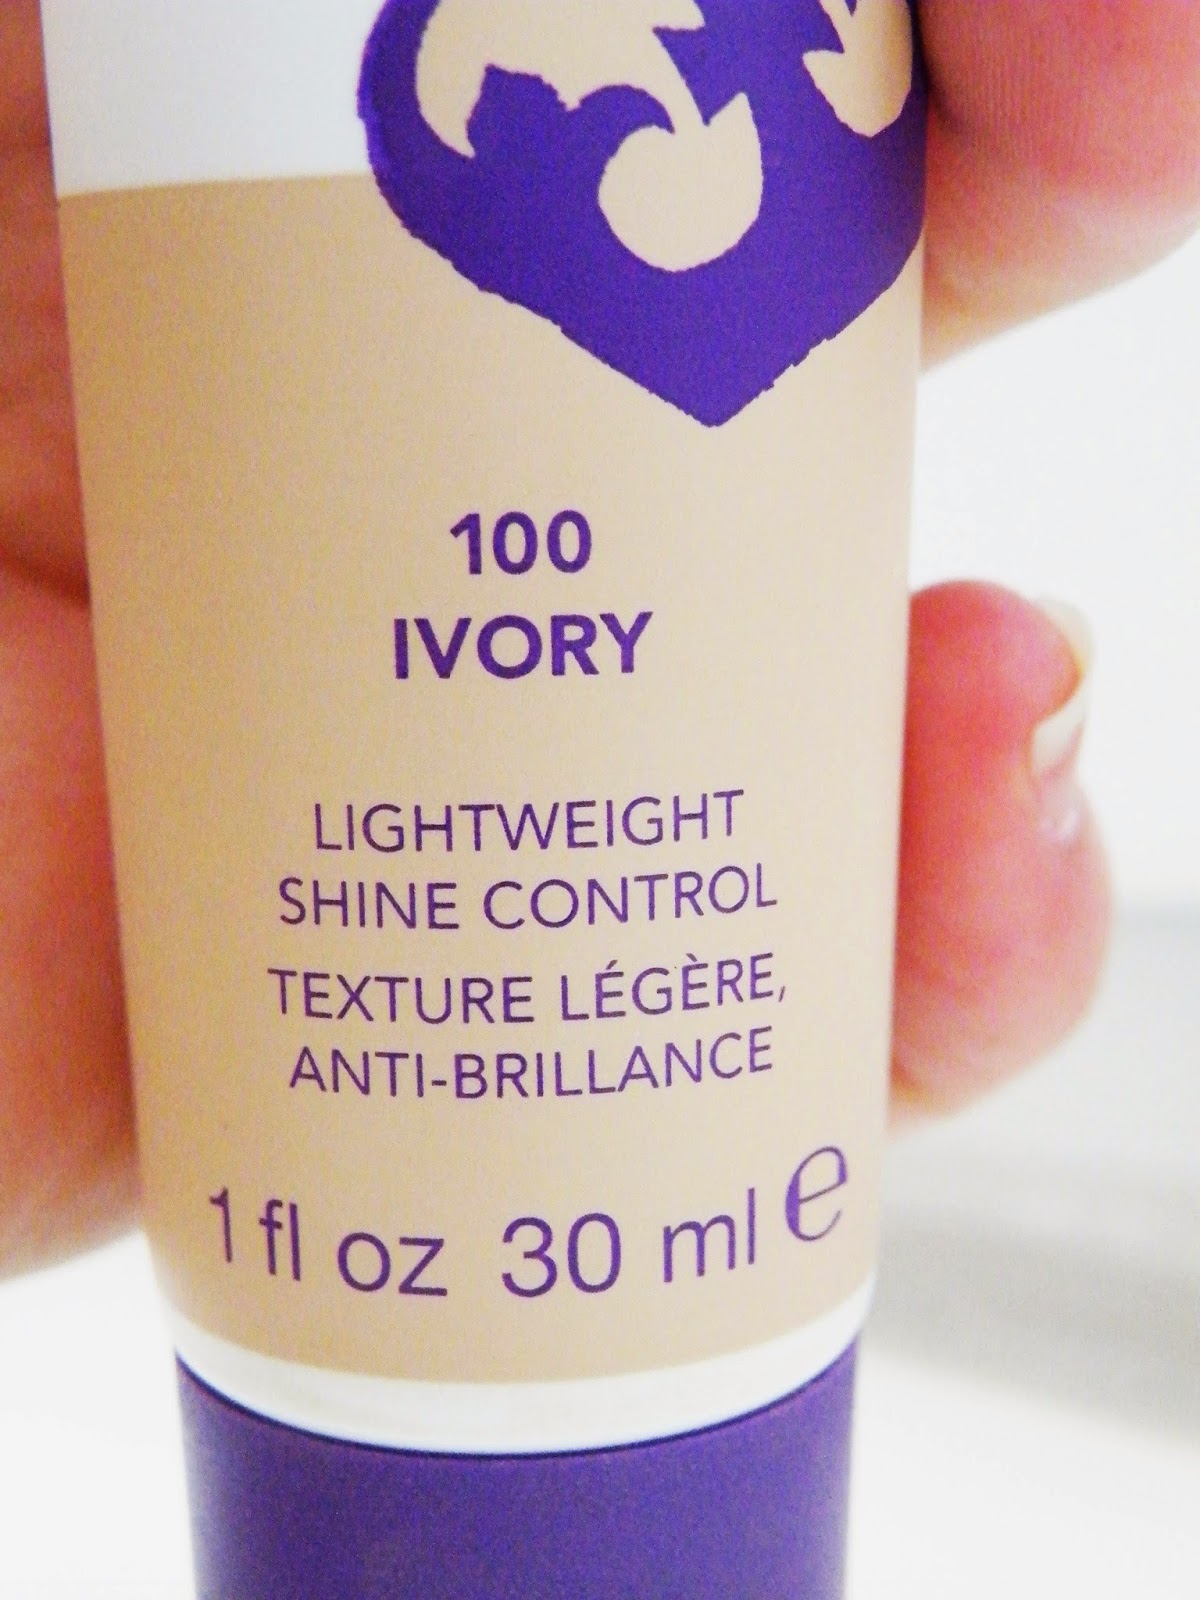 100
IVORY
LIGHTWEIGHT
SHINE CONTROL
TEXTURE LÉGÈRE,
ANTI-BRILLANCE
1 fl oz 30 ml e